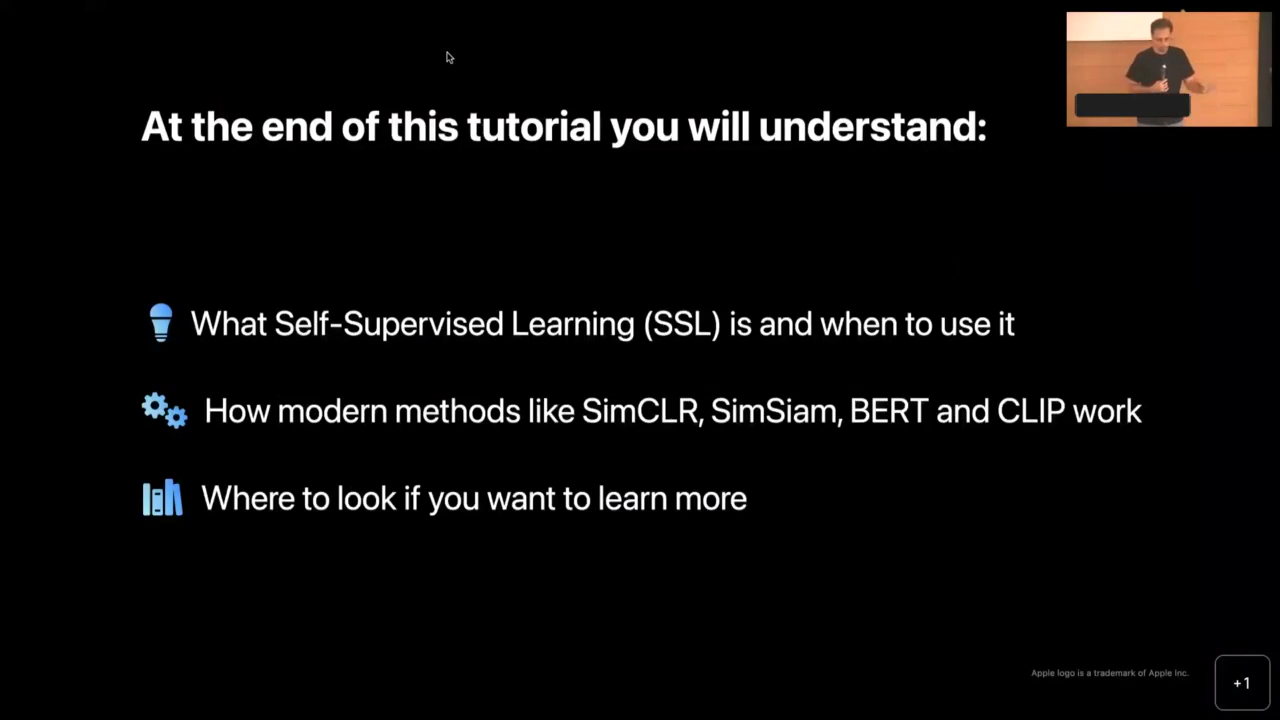 At the end of this tutorial you will understand:
What Self-Supervised Learning (SSL) is and when to use it
How modern methods like SimCLR, SimSiam, BERT and CLIP work
Where to look if you want to learn more
Apple logo is a trademark of Apple Inc.
+1